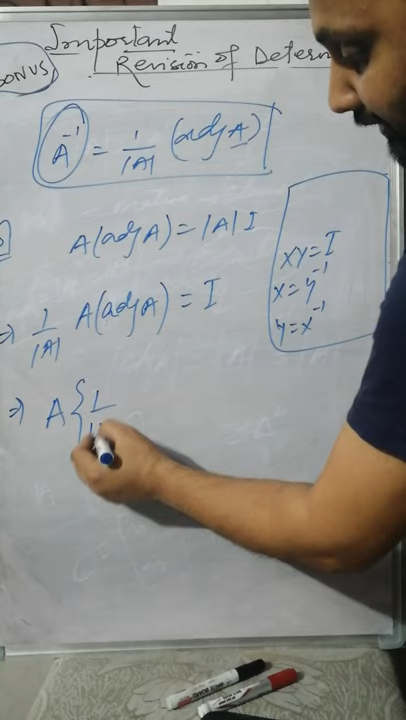 Important
BONUS
Revision of Determ
A⁻¹ = 1/|A| (adj A)
A(adj A) = |A| I
⇒ 1/|A| A(adj A) = I
⇒ A{ 1
XY = I
X = Y⁻¹
Y = X⁻¹